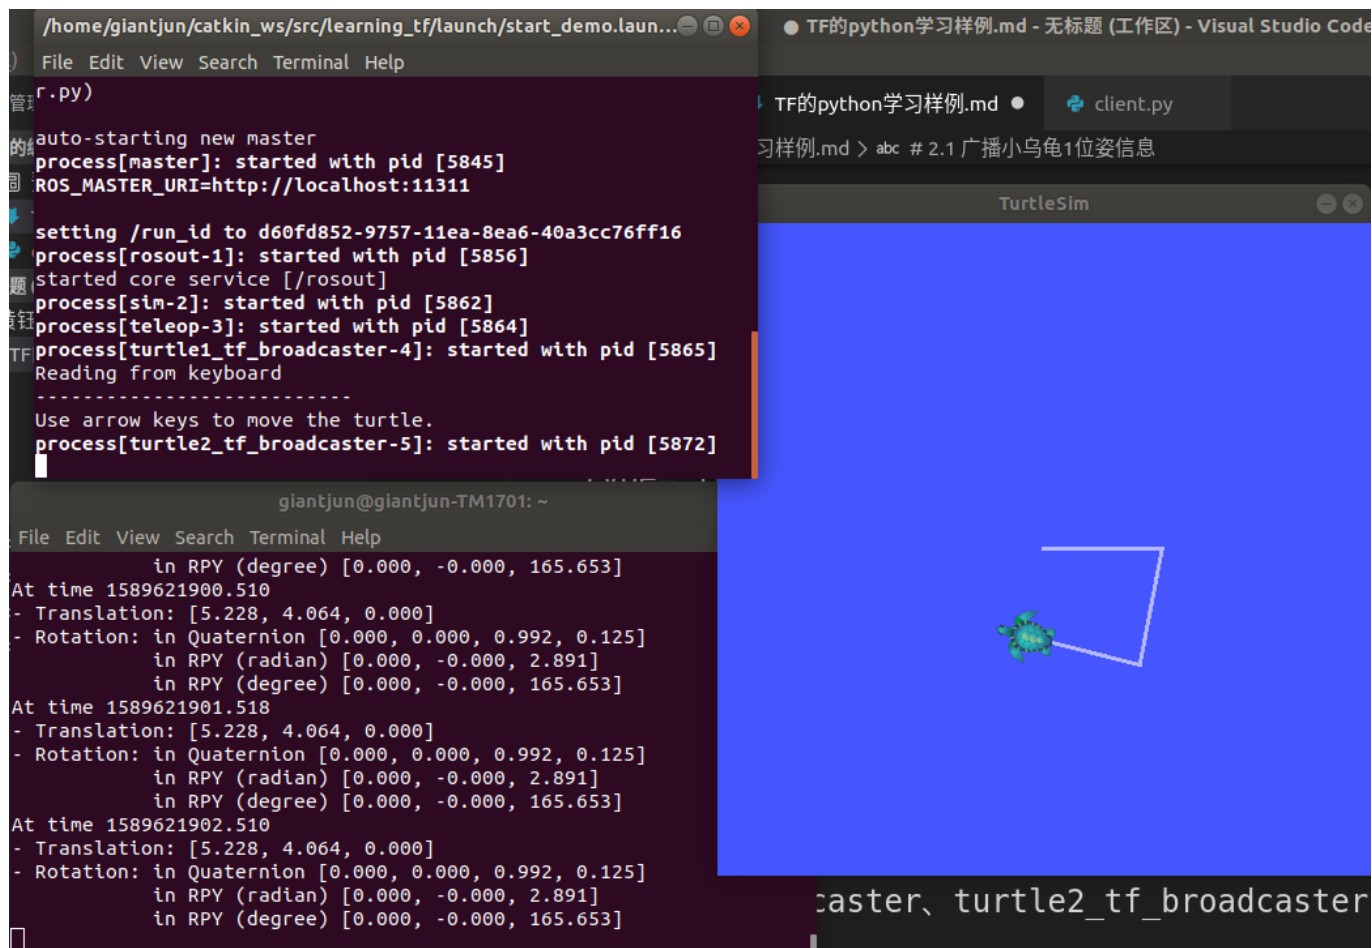 /home/giantjun/catkin_ws/src/learning_tf/launch/start_demo.laun...
File Edit View Search Terminal Help
r.py)
auto-starting new master
process[master]: started with pid [5845]
ROS_MASTER_URI=http://localhost:11311
setting /run_id to d60fd852-9757-11ea-8ea6-40a3cc76ff16
process[rosout-1]: started with pid [5856]
started core service [/rosout]
process[sim-2]: started with pid [5862]
process[teleop-3]: started with pid [5864]
process[turtle1_tf_broadcaster-4]: started with pid [5865]
Reading from keyboard
---------------------------
Use arrow keys to move the turtle.
process[turtle2_tf_broadcaster-5]: started with pid [5872]
● TF的python学习样例.md - 无标题 (工作区) - Visual Studio Code
TF的python学习样例.md ●
client.py
习样例.md > abc # 2.1 广播小乌龟1位姿信息
TurtleSim
管理
的编
题
TF
giantjun@giantjun-TM1701: ~
File Edit View Search Terminal Help
in RPY (degree) [0.000, -0.000, 165.653]
At time 1589621900.510
- Translation: [5.228, 4.064, 0.000]
- Rotation: in Quaternion [0.000, 0.000, 0.992, 0.125]
in RPY (radian) [0.000, -0.000, 2.891]
in RPY (degree) [0.000, -0.000, 165.653]
At time 1589621901.518
- Translation: [5.228, 4.064, 0.000]
- Rotation: in Quaternion [0.000, 0.000, 0.992, 0.125]
in RPY (radian) [0.000, -0.000, 2.891]
in RPY (degree) [0.000, -0.000, 165.653]
At time 1589621902.510
- Translation: [5.228, 4.064, 0.000]
- Rotation: in Quaternion [0.000, 0.000, 0.992, 0.125]
in RPY (radian) [0.000, -0.000, 2.891]
in RPY (degree) [0.000, -0.000, 165.653]
caster、turtle2_tf_broadcaster